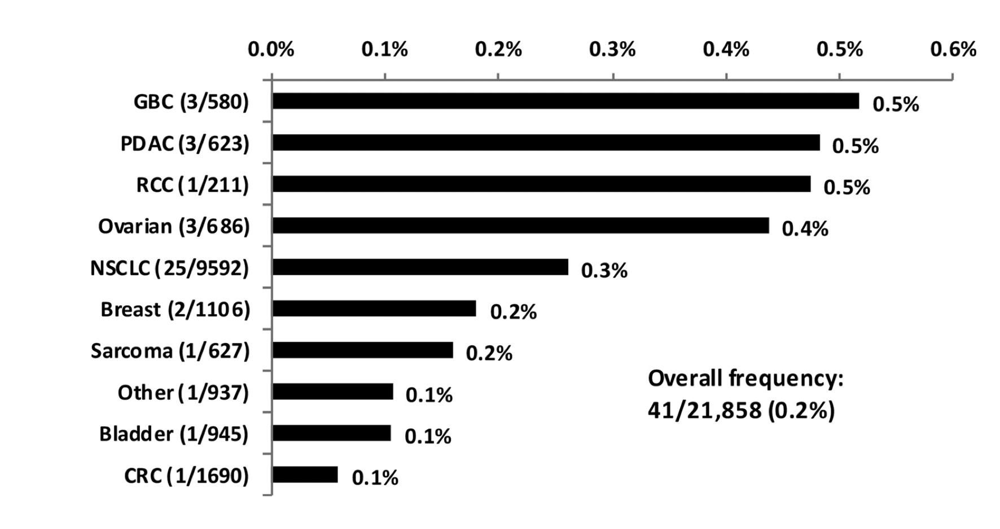 0.0% 0.1% 0.2% 0.3% 0.4% 0.5% 0.6%
GBC (3/580) 0.5%
PDAC (3/623) 0.5%
RCC (1/211) 0.5%
Ovarian (3/686) 0.4%
NSCLC (25/9592) 0.3%
Breast (2/1106) 0.2%
Sarcoma (1/627) 0.2%
Other (1/937) 0.1%
Bladder (1/945) 0.1%
CRC (1/1690) 0.1%
Overall frequency:
41/21,858 (0.2%)